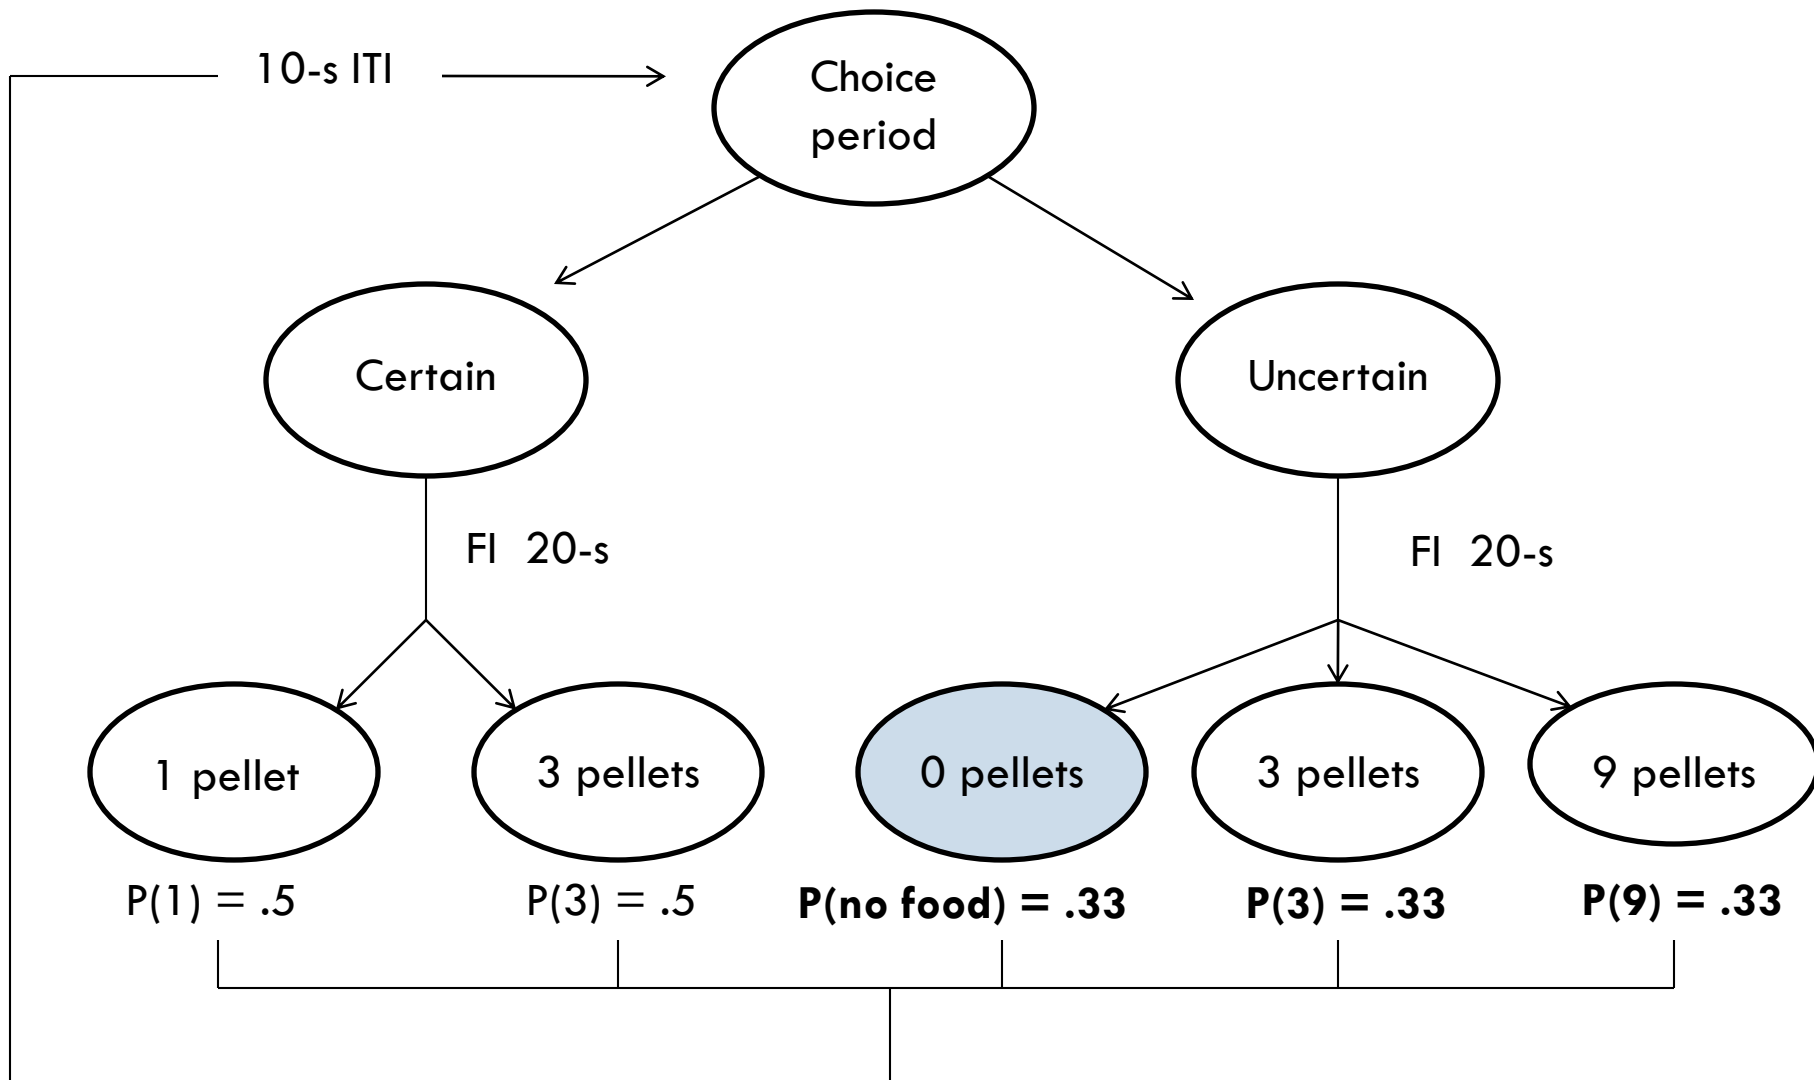 10-s ITI
Choice
period
Certain
Uncertain
FI 20-s
FI 20-s
1 pellet
3 pellets
0 pellets
3 pellets
9 pellets
P(1) = .5
P(3) = .5
P(no food) = .33
P(3) = .33
P(9) = .33